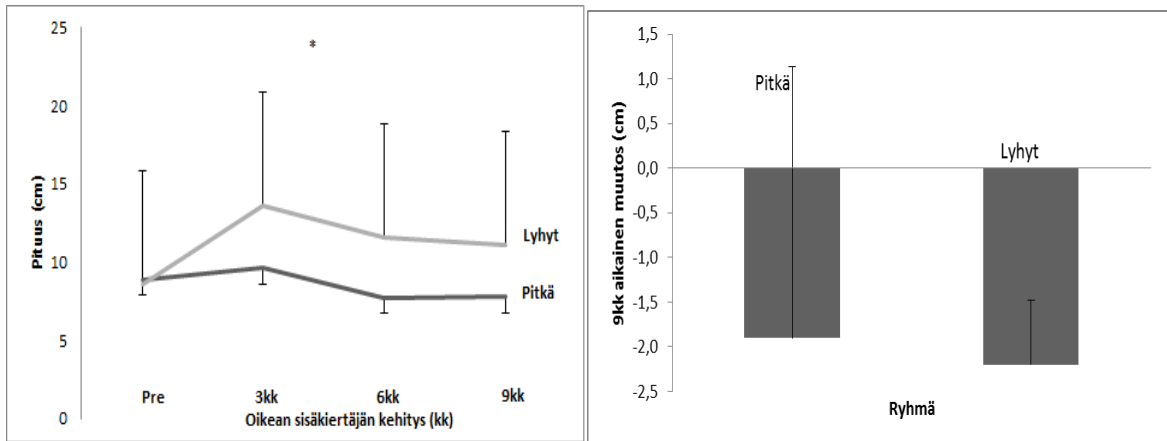 Pituus (cm)
25
20
15
10
5
0
*
Lyhyt
Pitkä
Pre
3kk
6kk
9kk
Oikean sisäkiertäjän kehitys (kk)
9kk aikainen muutos (cm)
1,5
1,0
0,5
0,0
-0,5
-1,0
-1,5
-2,0
-2,5
Pitkä
Lyhyt
Ryhmä